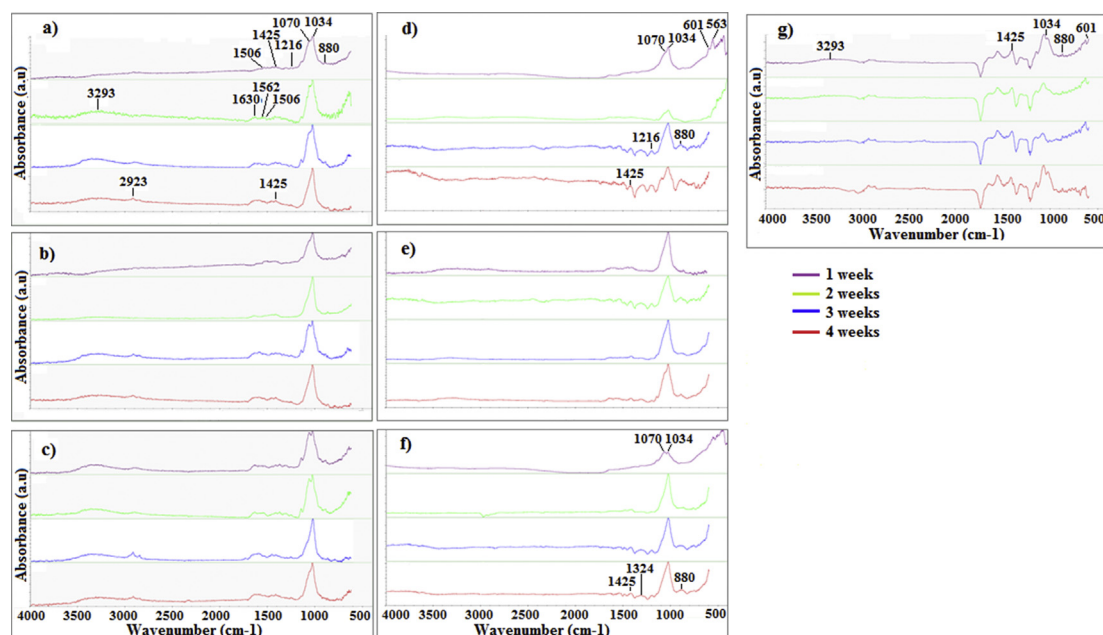 a)
1070 1034
1425
1216
880
1506
3293
1562
1630
1506
2923
1425
Absorbance (a.u)
b)
Absorbance (a.u)
c)
Absorbance (a.u)
4000 3500 3000 2500 2000 1500 1000 500
Wavenumber (cm-1)
d)
601 563
1070 1034
1216
880
1425
e)
f)
1070 1034
1324
1425
880
4000 3500 3000 2500 2000 1500 1000 500
Wavenumber (cm-1)
g)
1034
601
1425
880
3293
Absorbance (a.u)
4000 3500 3000 2500 2000 1500 1000 500
Wavenumber (cm-1)
1 week
2 weeks
3 weeks
4 weeks